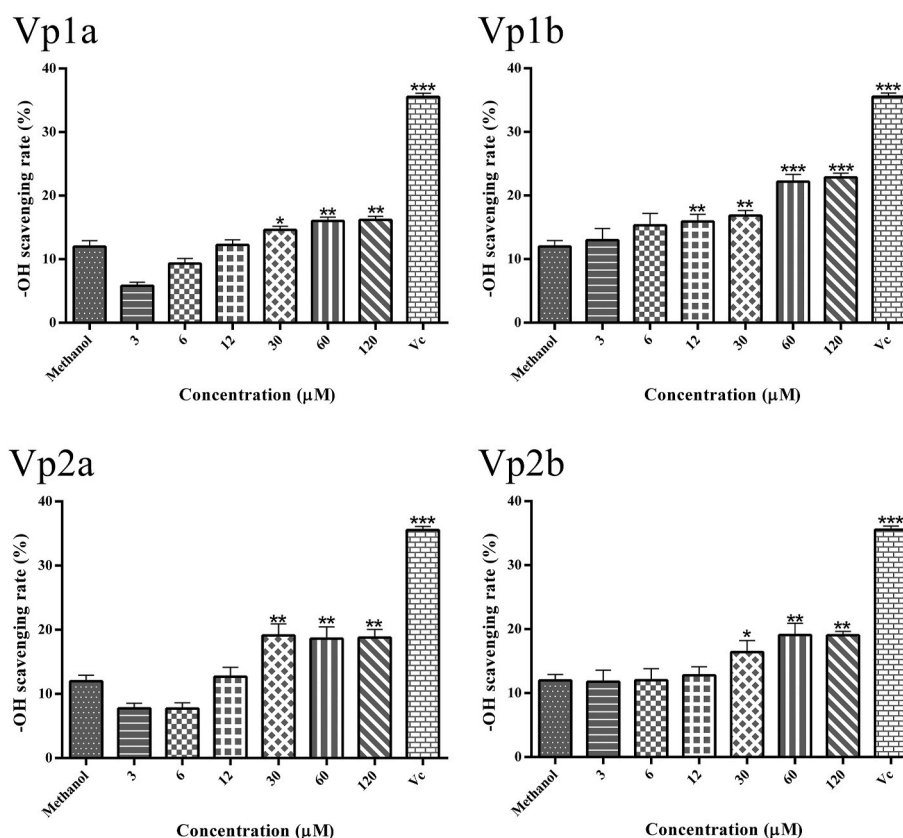 Vp1a
-OH scavenging rate (%)
40
30
20
10
0
* ** ** ***
Methanol 3 6 12 30 60 120 Vc
Concentration (μM)
Vp1b
-OH scavenging rate (%)
40
30
20
10
0
** ** *** *** ***
Methanol 3 6 12 30 60 120 Vc
Concentration (μM)
Vp2a
-OH scavenging rate (%)
40
30
20
10
0
** ** ** ***
Methanol 3 6 12 30 60 120 Vc
Concentration (μM)
Vp2b
-OH scavenging rate (%)
40
30
20
10
0
* ** ** ***
Methanol 3 6 12 30 60 120 Vc
Concentration (μM)